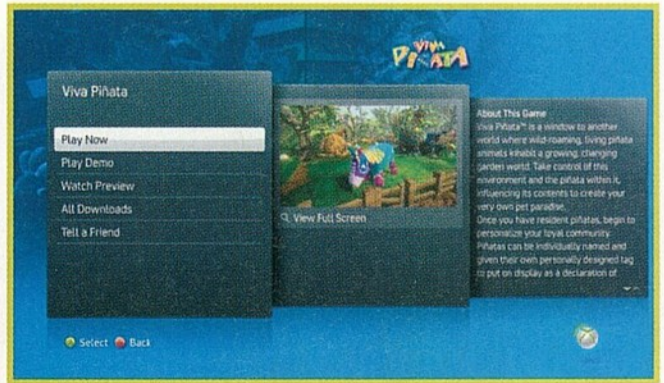 VIVA
PIÑATA
Viva Piñata
Play Now
Play Demo
Watch Preview
All Downloads
Tell a Friend
View Full Screen
About This Game
Viva Piñata™ is a window to another
world where wild-roaming, living piñata
animals inhabit a growing, changing
garden world. Take control of this
environment and the piñata within it,
influencing its contents to create your
very own pet paradise.
Once you have resident piñatas, begin to
personalize your loyal community.
Piñatas can be individually named and
given their own personally designed tag
to put on display as a declaration of
Select Back